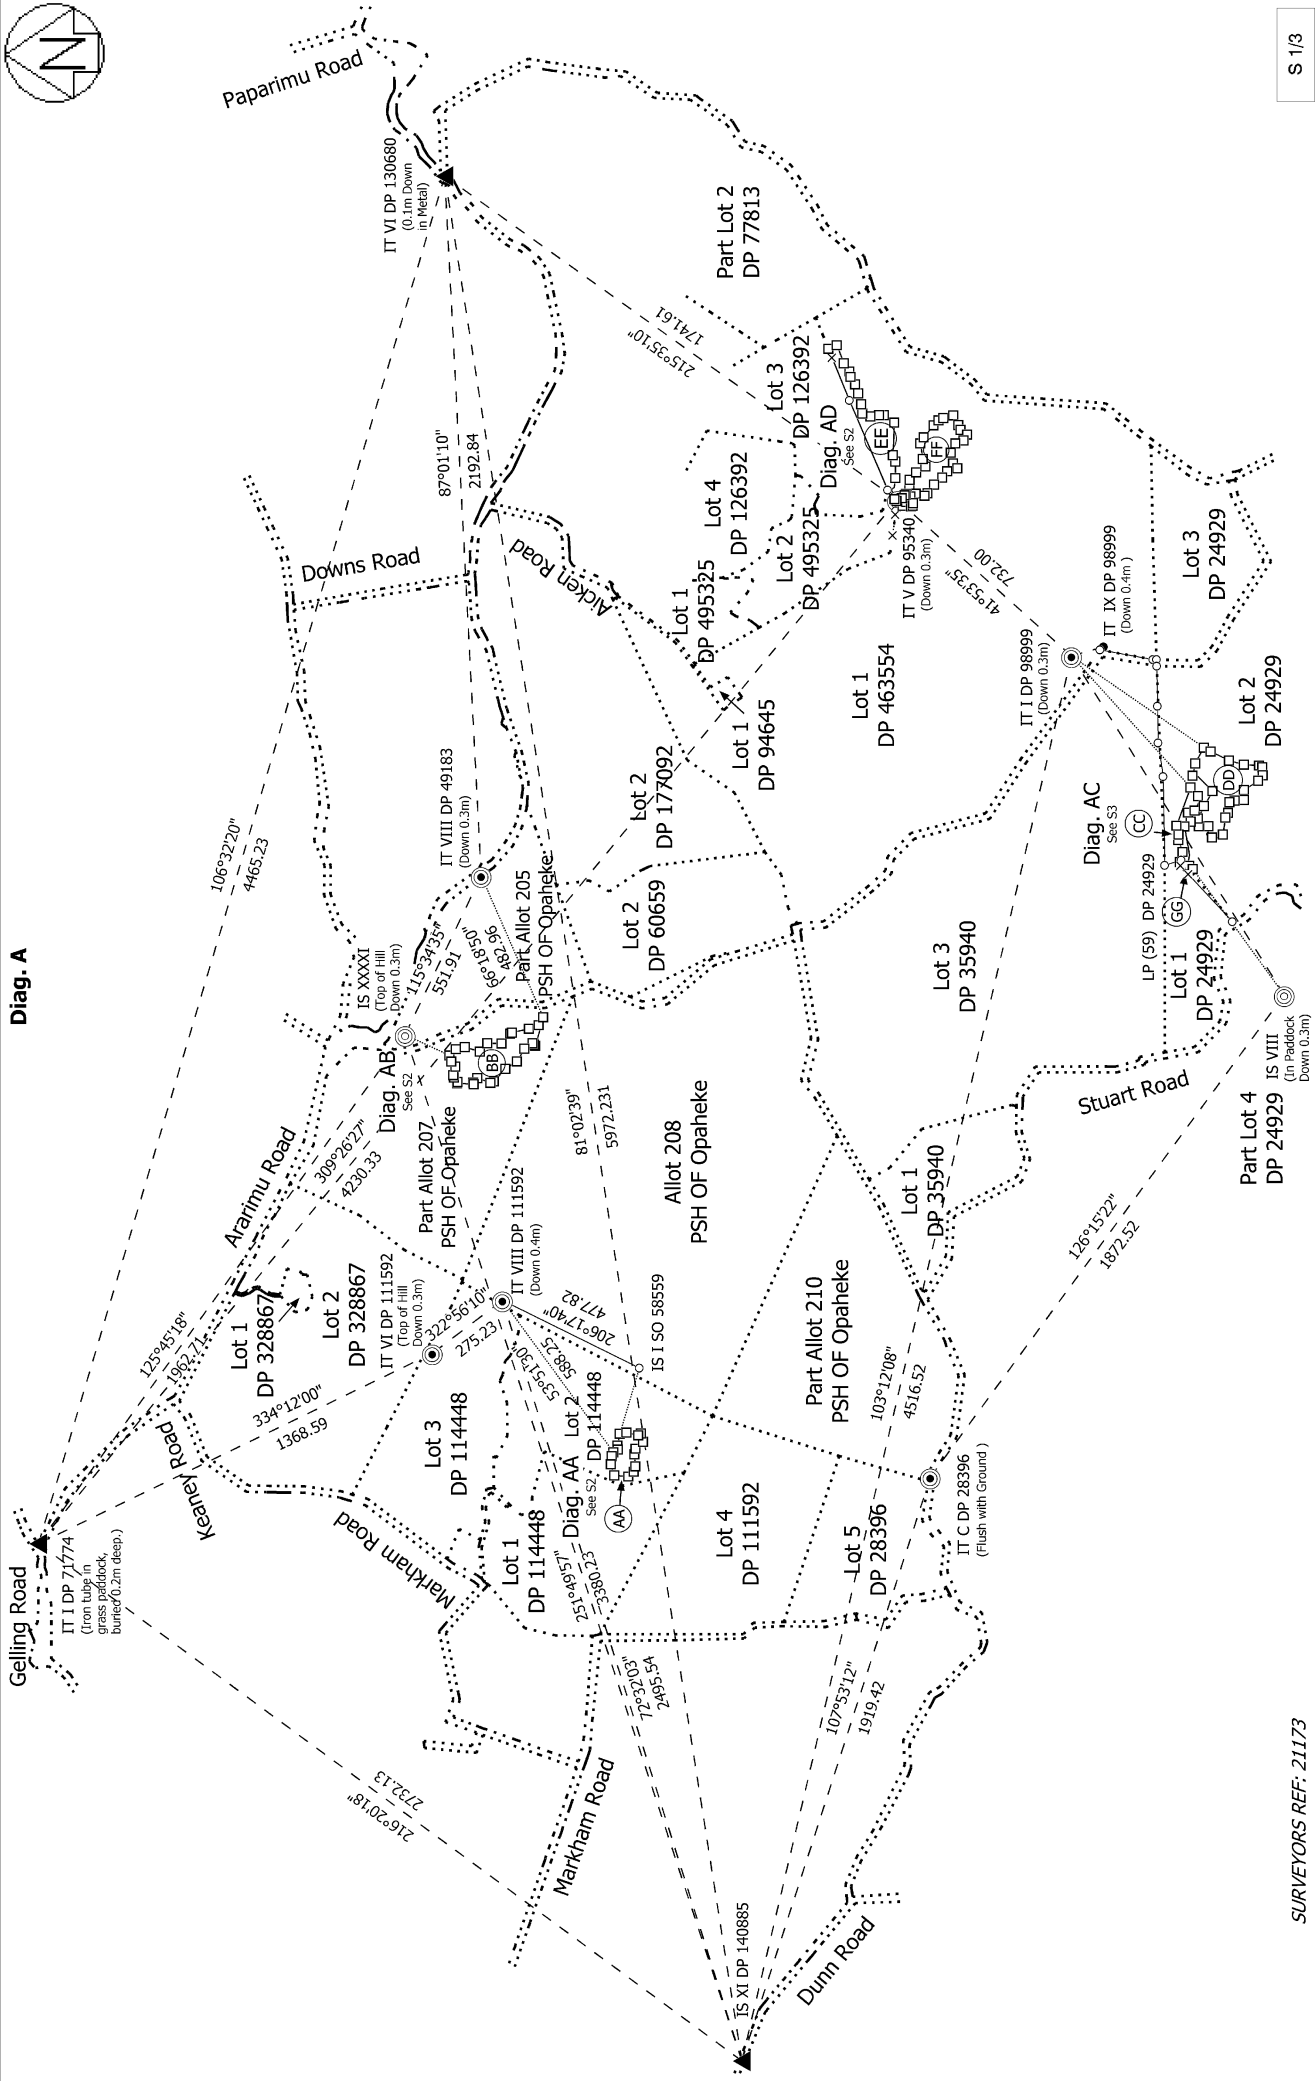 Diag. A
N
Gelling Road
IT I DP 71774
(Iron tube in
grass paddock,
buried 0.2m deep.)
Keaney Road
Markham Road
Ararimu Road
Downs Road
Paparimu Road
IT VI DP 130680
(0.1m Down
in Metal)
106°32'20"
4465.23
125°45'18"
1962.71
334°12'00"
1368.59
216°20'18"
2732.13
309°26'27"
4230.33
Lot 1
DP 328867
Lot 2
DP 328867
IT VI DP 111592
(Top of Hill
Down 0.3m)
322°56'10"
275.23
IT VIII DP 111592
(Down 0.4m)
Part Allot 207
PSH OF Opaheke
Diag. AB
See S2
IS XXXXI
(Top of Hill
Down 0.3m)
115°34'35"
551.91
66°18'50"
482.96
BB
IT VIII DP 49183
(Down 0.3m)
Part Allot 205
PSH OF Opaheke
87°01'10"
2192.84
Aicken Road
215°35'10"
1741.61
Part Lot 2
DP 77813
Lot 3
DP 126392
Lot 4
DP 126392
Lot 1
DP 495325
Lot 2
DP 495325
Diag. AD
See S2
EE
FF
IT V DP 95340
(Down 0.3m)
41°53'35"
732.00
Lot 1
DP 94645
Lot 1
DP 463554
Lot 2
DP 177092
Lot 2
DP 60659
81°02'39"
5972.231
Allot 208
PSH OF Opaheke
Lot 3
DP 114448
Lot 1
DP 114448
Lot 2
DP 114448
Diag. AA
See S2
AA
53°51'30"
588.25
206°17'40"
477.82
IS I SO 58559
251°49'57"
3380.23
72°32'03"
2495.54
Lot 4
DP 111592
Part Allot 210
PSH OF Opaheke
Lot 5
DP 28396
IT C DP 28396
(Flush with Ground )
103°12'08"
4516.52
107°53'12"
1919.42
Markham Road
IS XI DP 140885
Dunn Road
Lot 1
DP 35940
Lot 3
DP 35940
Stuart Road
126°15'22"
1872.52
IT I DP 98999
(Down 0.3m)
IT IX DP 98999
(Down 0.4m )
Lot 3
DP 24929
Lot 2
DP 24929
Diag. AC
See S3
CC
DD
GG
LP (59) DP 24929
Lot 1
DP 24929
IS VIII
(In Paddock
Down 0.3m)
Part Lot 4
DP 24929
SURVEYORS REF: 21173
S 1/3